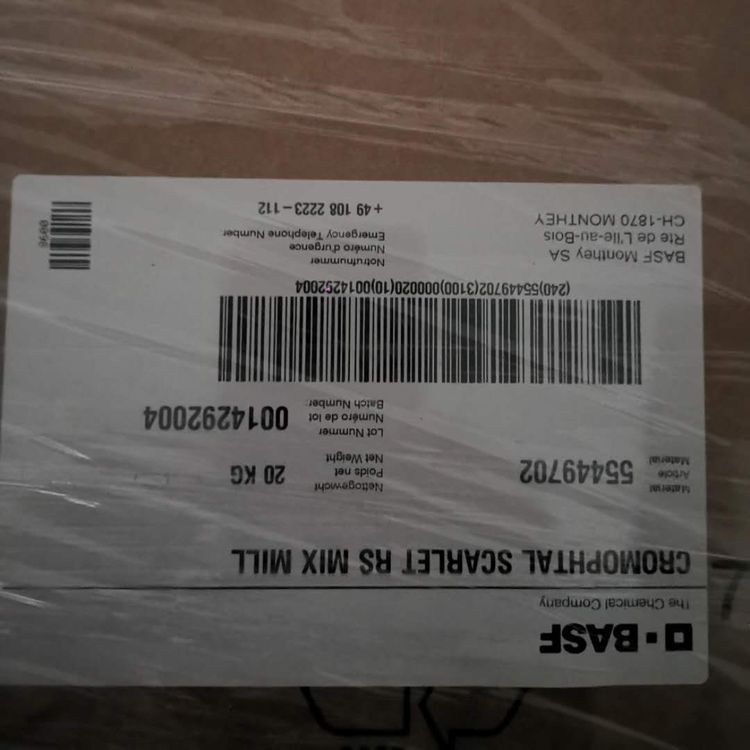 BASF
The Chemical Company
CROMOPHTAL SCARLET RS MIX MILL
Material
Article
Material
55449702
Nettogewicht
Poids net
Net Weight
20 KG
Lot Nummer
Numéro de lot
Batch Number:
0014292004
(240)55449702(3100)000020(10)0014292004
BASF Monthey SA
Rte de L'Ile-au-Bois
CH-1870 MONTHEY
Notrufnummer
Numéro d'urgence
Emergency Telephone Number
+49 108 2223-112
0096